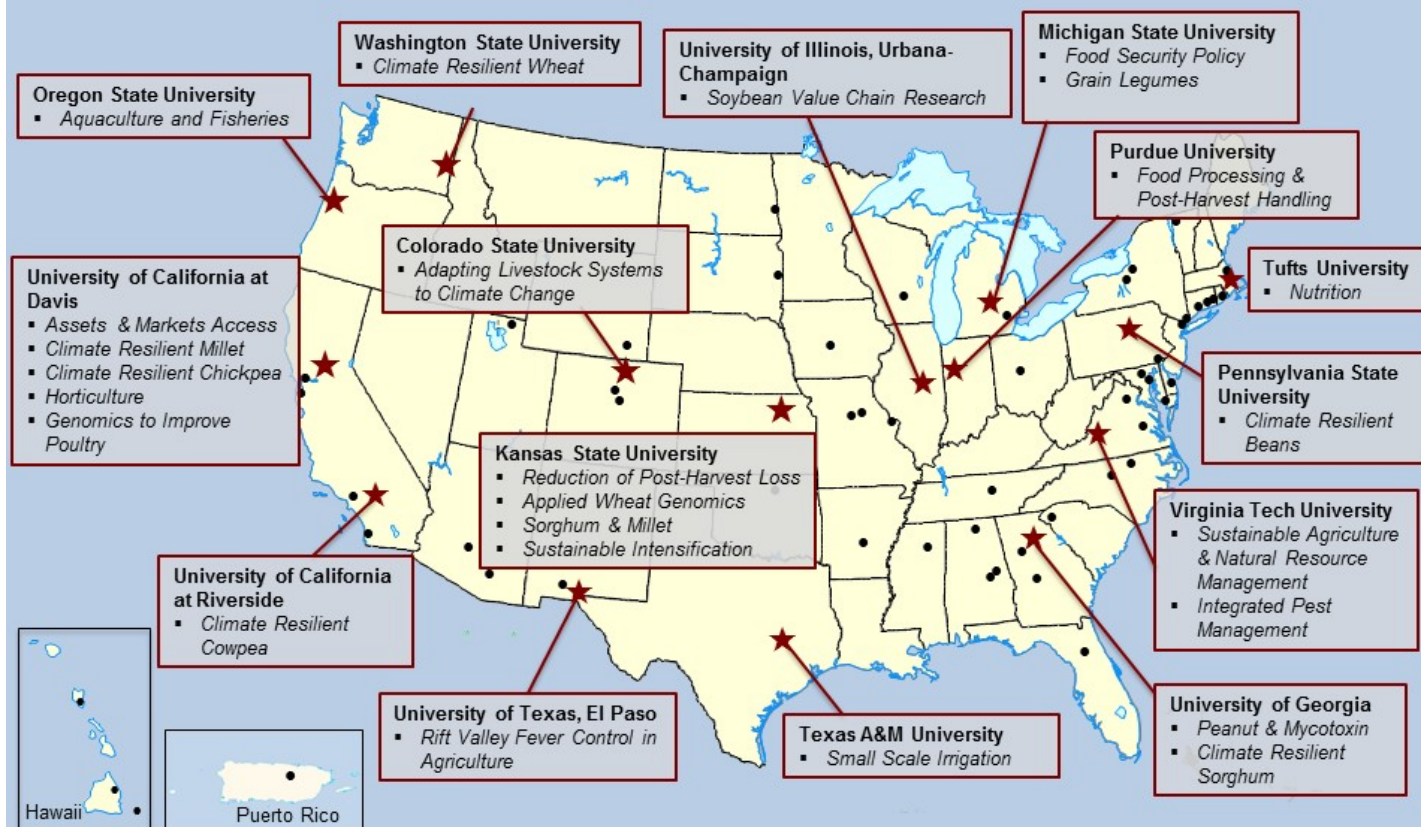 Washington State University
▪ Climate Resilient Wheat
University of Illinois, Urbana-
Champaign
▪ Soybean Value Chain Research
Michigan State University
▪ Food Security Policy
▪ Grain Legumes
Oregon State University
▪ Aquaculture and Fisheries
Purdue University
▪ Food Processing &
Post-Harvest Handling
Colorado State University
▪ Adapting Livestock Systems
to Climate Change
University of California at
Davis
▪ Assets & Markets Access
▪ Climate Resilient Millet
▪ Climate Resilient Chickpea
▪ Horticulture
▪ Genomics to Improve
Poultry
Tufts University
▪ Nutrition
Pennsylvania State
University
▪ Climate Resilient
Beans
Kansas State University
▪ Reduction of Post-Harvest Loss
▪ Applied Wheat Genomics
▪ Sorghum & Millet
▪ Sustainable Intensification
Virginia Tech University
▪ Sustainable Agriculture
& Natural Resource
Management
▪ Integrated Pest
Management
University of California
at Riverside
▪ Climate Resilient
Cowpea
University of Texas, El Paso
▪ Rift Valley Fever Control in
Agriculture
Texas A&M University
▪ Small Scale Irrigation
University of Georgia
▪ Peanut & Mycotoxin
▪ Climate Resilient
Sorghum
Hawaii
Puerto Rico